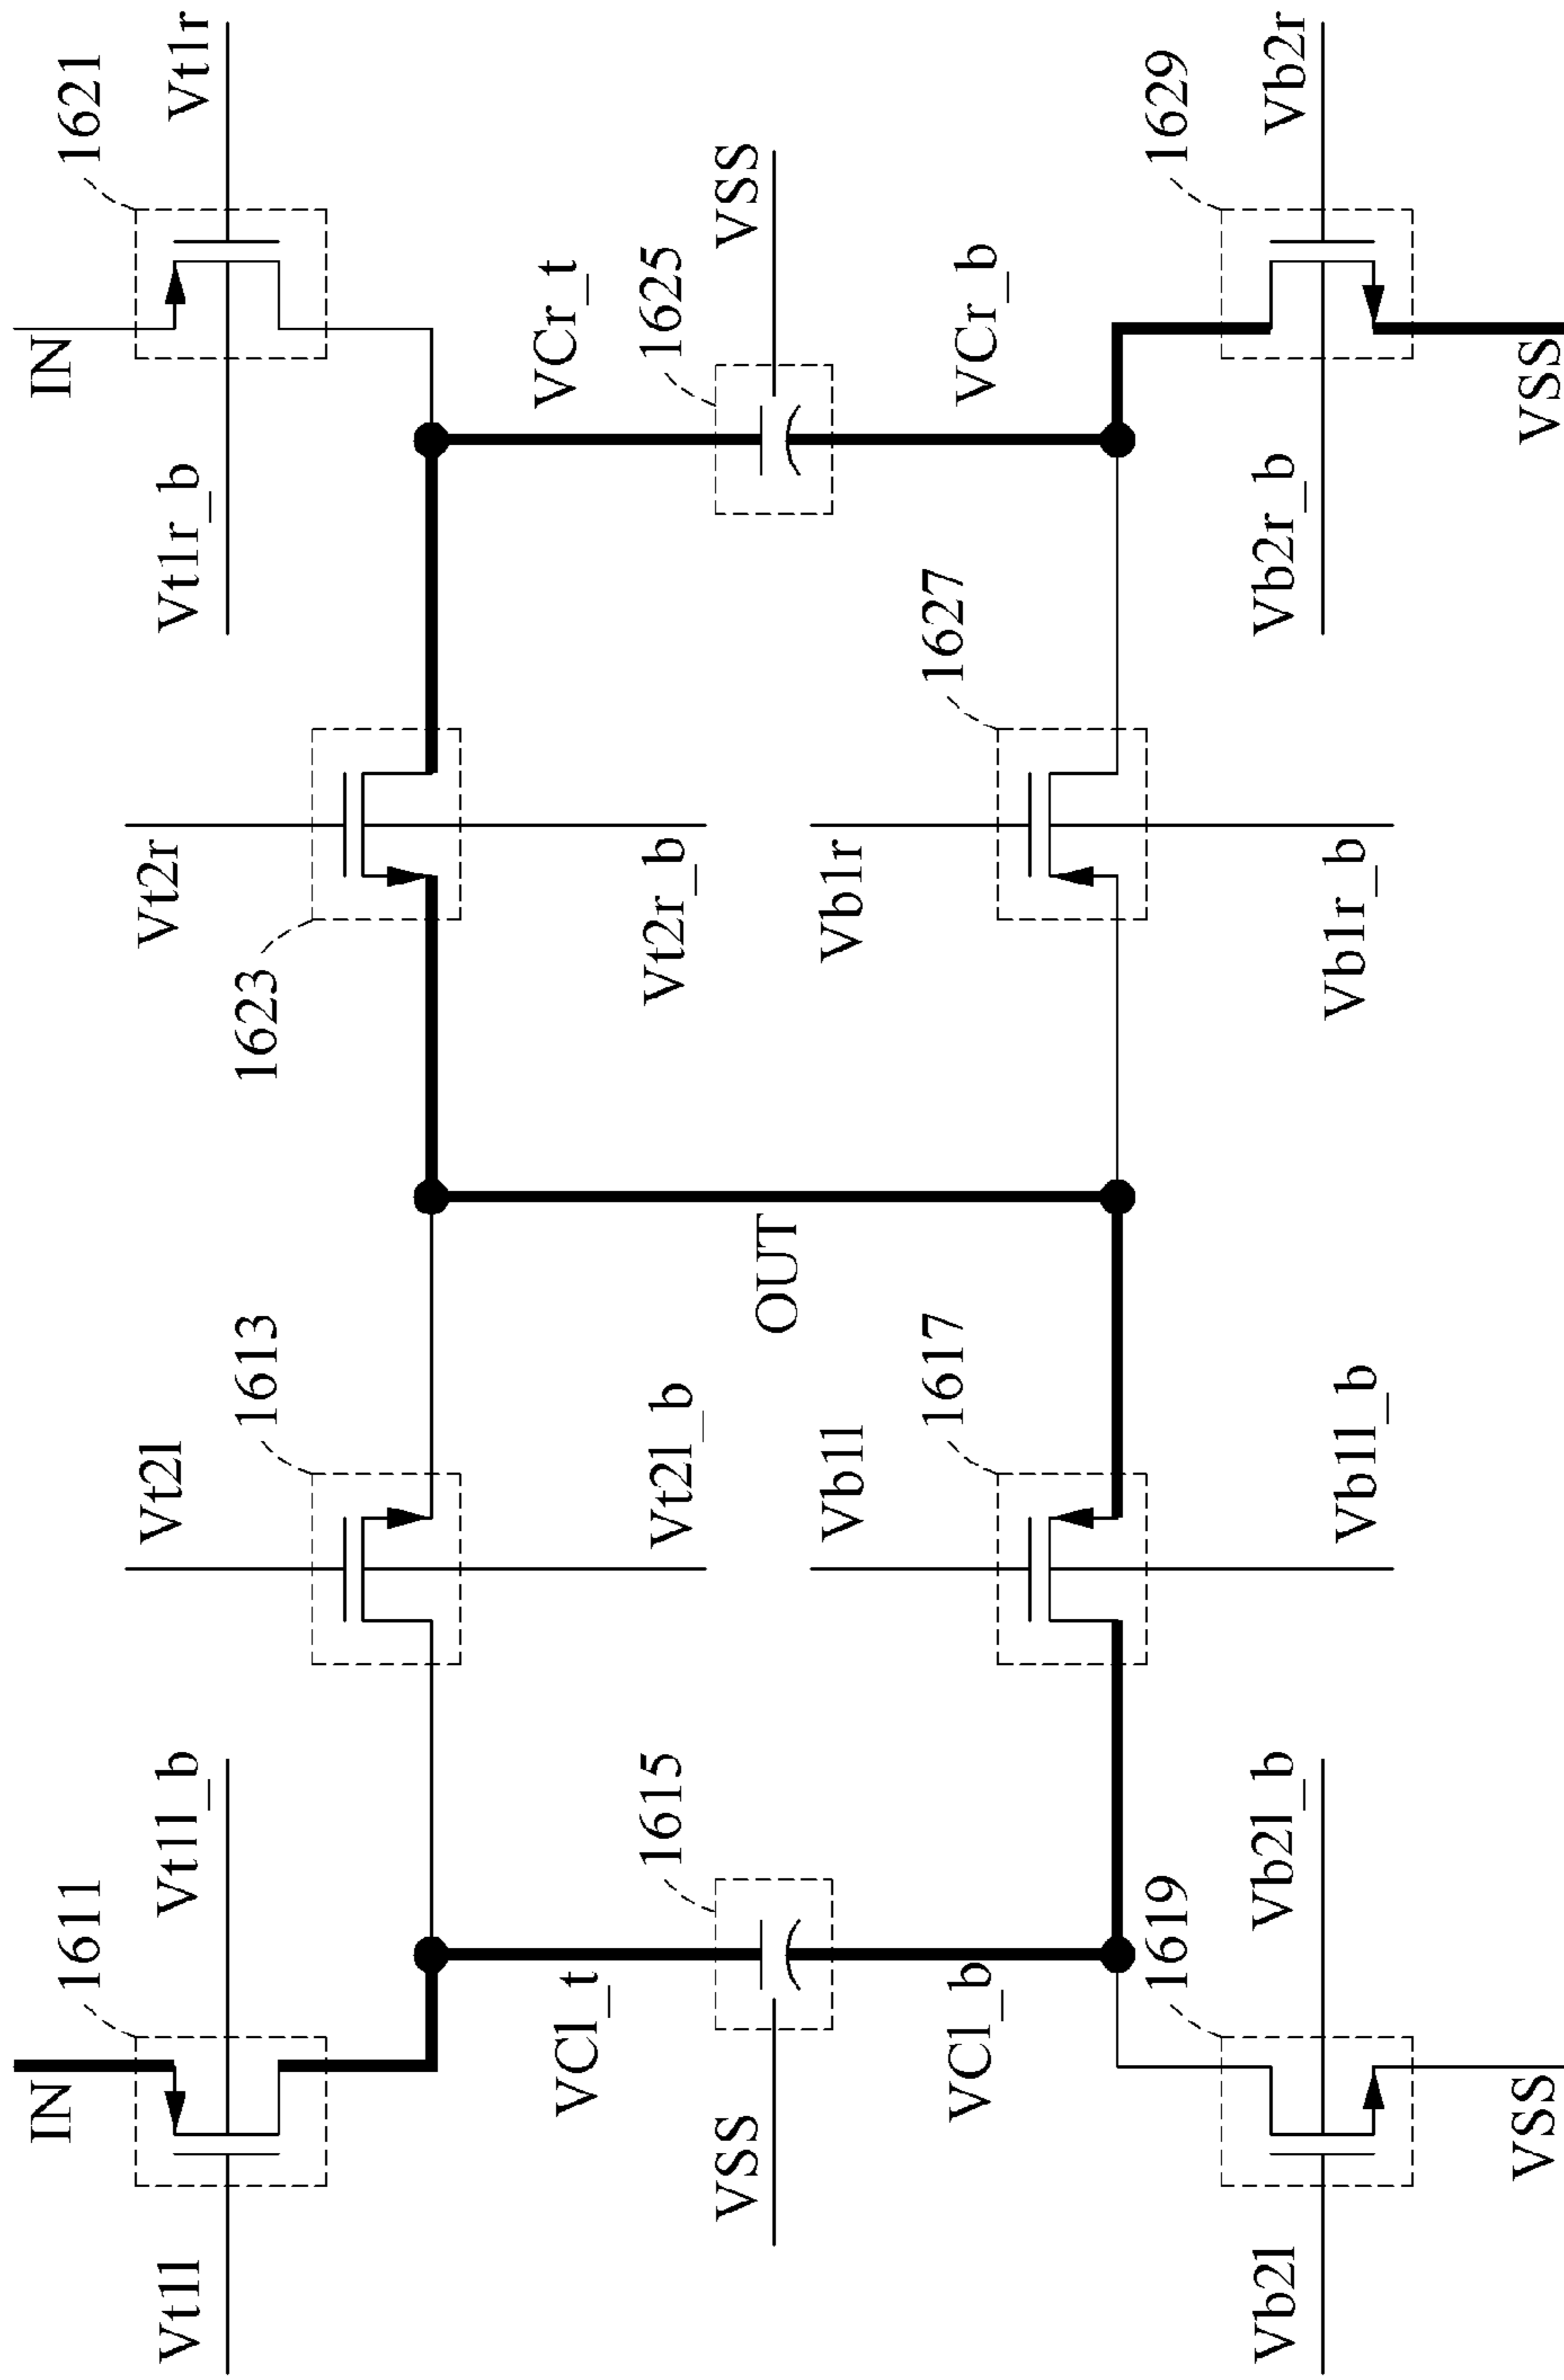 IN
IN
1611
1621
Vt1l
Vt1l_b
Vt2l
Vt2r
Vt1r_b
Vt1r
1613
1623
VCl_t
VCr_t
1615
Vt2l_b
Vt2r_b
1625
VSS
OUT
VSS
Vb1l
Vb1r
1617
1627
VCl_b
VCr_b
1619
1629
Vb2l
Vb2l_b
Vb2r_b
Vb2r
Vb1l_b
Vb1r_b
VSS
VSS